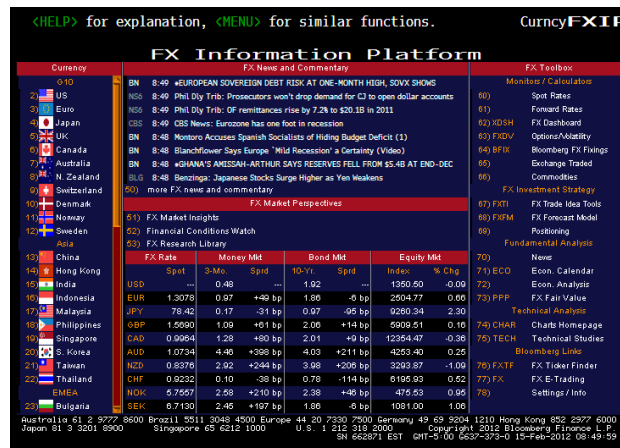 <HELP> for explanation, <MENU> for similar functions. CurncyFXIP
FX Information Platform
Currency
G10
2) US
3) Euro
4) Japan
5) UK
6) Canada
7) Australia
8) N. Zealand
9) Switzerland
10) Denmark
11) Norway
12) Sweden
Asia
13) China
14) Hong Kong
15) India
16) Indonesia
17) Malaysia
18) Philippines
19) Singapore
20) S. Korea
21) Taiwan
22) Thailand
EMEA
23) Bulgaria
FX News and Commentary
BN 8:49 *EUROPEAN SOVEREIGN DEBT RISK AT ONE-MONTH HIGH, SOVX SHOWS
NS6 8:49 Phil Dly Trib: Prosecutors won't drop demand for CJ to open dollar accounts
NS6 8:49 Phil Dly Trib: OF remittances rise by 7.2% to $20.1B in 2011
CBS 8:49 CBS News: Eurozone has one foot in recession
BN 8:48 Montoro Accuses Spanish Socialists of Hiding Budget Deficit (1)
BN 8:48 Blanchflower Says Europe `Mild Recession' a Certainty (Video)
BN 8:48 *GHANA'S AMISSAH-ARTHUR SAYS RESERVES FELL FROM $5.4B AT END-DEC
BLG 8:48 Benzinga: Japanese Stocks Surge Higher as Yen Weakens
50) more FX news and commentary
FX Market Perspectives
51) FX Market Insights
52) Financial Conditions Watch
53) FX Research Library
FX Rate Money Mkt Bond Mkt Equity Mkt
Spot 3-Mo. Sprd 10-Yr. Sprd Index % Chg
USD --- 0.48 --- 1.92 --- 1350.50 -0.09
EUR 1.3078 0.97 +49 bp 1.86 -6 bp 2504.77 0.66
JPY 78.42 0.17 -31 bp 0.97 -95 bp 9260.34 2.30
GBP 1.5690 1.09 +61 bp 2.06 +14 bp 5909.51 0.16
CAD 0.9964 1.28 +80 bp 2.01 +9 bp 12354.47 -0.36
AUD 1.0734 4.46 +398 bp 4.03 +211 bp 4253.40 0.25
NZD 0.8376 2.92 +244 bp 3.98 +206 bp 3293.87 -1.09
CHF 0.9232 0.10 -38 bp 0.78 -114 bp 6195.93 0.52
NOK 5.7557 2.58 +210 bp 2.38 +46 bp 475.53 0.95
SEK 6.7130 2.45 +197 bp 1.86 -6 bp 1081.00 1.06
FX Toolbox
Monitors / Calculators
60) Spot Rates
61) Forward Rates
62) XDSH FX Dashboard
63) FXDV Options/Volatility
64) BFIX Bloomberg FX Fixings
65) Exchange Traded
66) Commodities
FX Investment Strategy
67) FXTI FX Trade Idea Tools
68) FXFM FX Forecast Model
69) Positioning
Fundamental Analysis
70) News
71) ECO Econ. Calendar
72) Econ. Analysis
73) PPP FX Fair Value
Technical Analysis
74) CHAR Charts Homepage
75) TECH Technical Studies
Bloomberg Links
76) FXTF FX Ticker Finder
77) FX FX E-Trading
78) Settings / Info
Australia 61 2 9777 8600 Brazil 5511 3048 4500 Europe 44 20 7330 7500 Germany 49 69 9204 1210 Hong Kong 852 2977 6000
Japan 81 3 3201 8900 Singapore 65 6212 1000 U.S. 1 212 318 2000 Copyright 2012 Bloomberg Finance L.P.
SN 662871 EST GMT-5:00 G637-373-0 15-Feb-2012 08:49:59